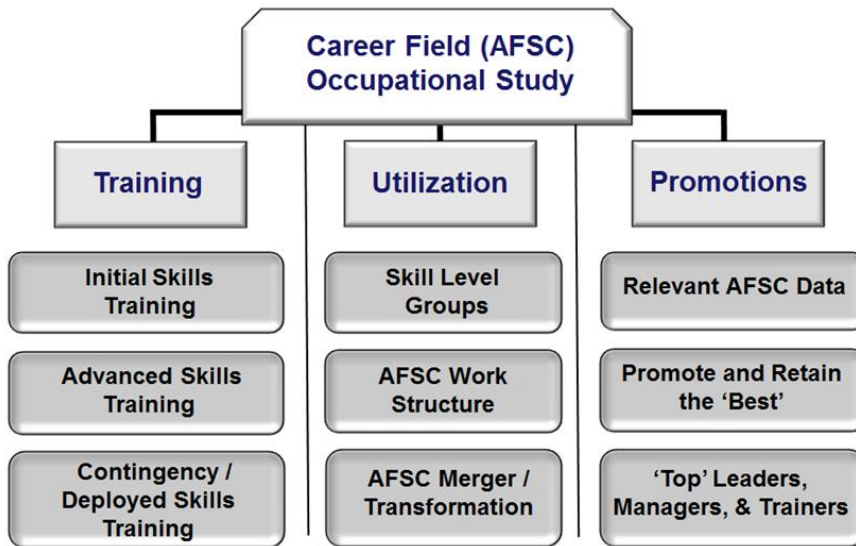 Career Field (AFSC)
Occupational Study
Training
Initial Skills
Training
Advanced Skills
Training
Contingency /
Deployed Skills
Training
Utilization
Skill Level
Groups
AFSC Work
Structure
AFSC Merger /
Transformation
Promotions
Relevant AFSC Data
Promote and Retain
the ‘Best’
‘Top’ Leaders,
Managers, & Trainers